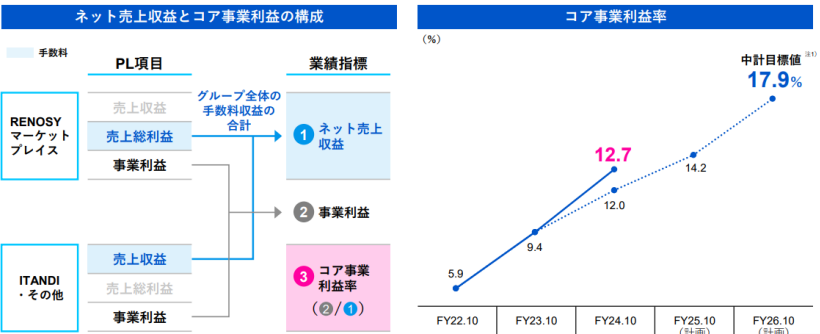 ネット売上収益とコア事業利益の構成
手数料
PL項目
業績指標
RENOSY
マーケット
プレイス
売上収益
売上総利益
事業利益
グループ全体の
手数料収益の
合計
1 ネット売上
収益
2 事業利益
ITANDI
・その他
売上収益
売上総利益
事業利益
3 コア事業
利益率
(2/1)
コア事業利益率
(%)
中計目標値 注1)
17.9%
12.7
14.2
12.0
9.4
5.9
FY22.10
FY23.10
FY24.10
FY25.10
(計画)
FY26.10
(計画)